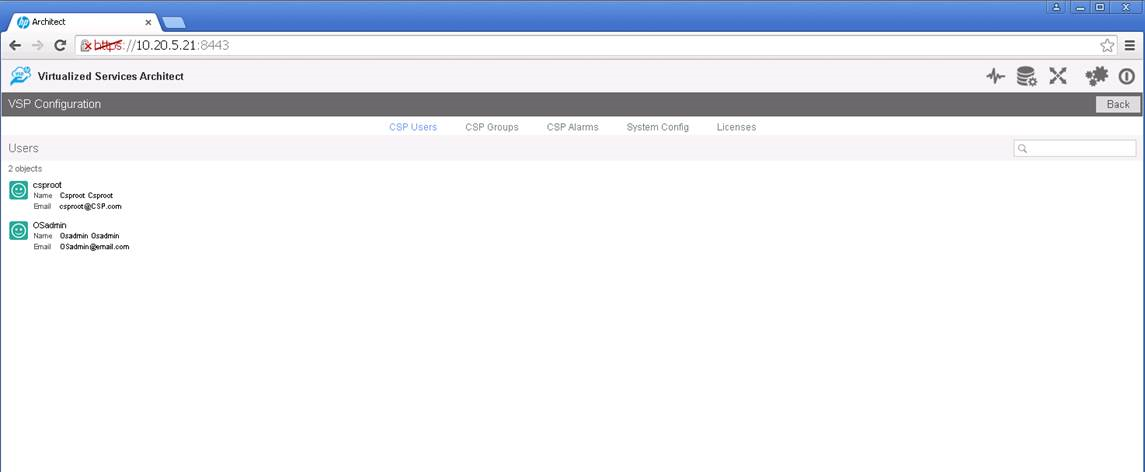 hp Architect
https://10.20.5.21:8443
VSP Virtualized Services Architect
VSP Configuration Back
CSP Users CSP Groups CSP Alarms System Config Licenses
Users
2 objects
csproot
Name Csproot Csproot
Email csproot@CSP.com
OSadmin
Name Osadmin Osadmin
Email OSadmin@email.com